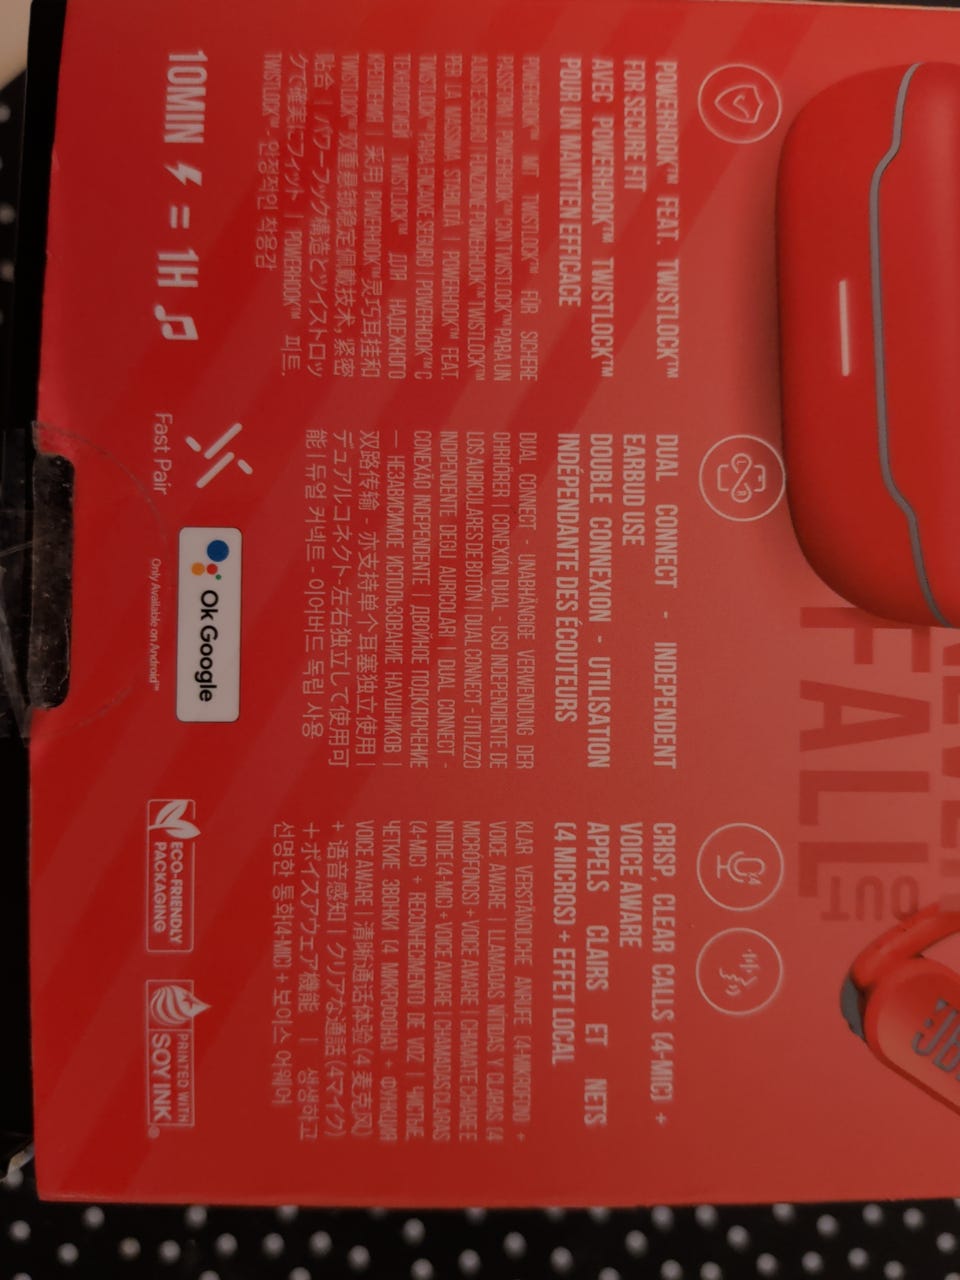 FALL
JB
POWERHOOK™ FEAT. TWISTLOCK™
FOR SECURE FIT
AVEC POWERHOOK™ TWISTLOCK™
POUR UN MAINTIEN EFFICACE
POWERHOOK™ MIT TWISTLOCK™ FÜR SICHERE
PASSFORM | POWERHOOK™ CON TWISTLOCK™ PARA UN
AJUSTE SEGURO | FUNZIONE POWERHOOK™ TWISTLOCK™
PER LA MASSIMA STABILITÀ | POWERHOOK™ FEAT.
TWISTLOCK™ PARA ENCAIXE SEGURO | POWERHOOK™ С
ТЕХНОЛОГИЕЙ TWISTLOCK™ ДЛЯ НАДЕЖНОГО
КРЕПЛЕНИЯ | 采用 POWERHOOK™灵巧耳挂和
TWISTLOCK™双重悬锁稳定佩戴技术,紧密
贴合 | パワーフック構造とツイストロッ
クで確実にフィット | POWERHOOK™ 피트.
TWISTLOCK™ - 안정적인 착용감
DUAL CONNECT - INDEPENDENT
EARBUD USE
DOUBLE CONNEXION - UTILISATION
INDÉPENDANTE DES ÉCOUTEURS
DUAL CONNECT - UNABHÄNGIGE VERWENDUNG DER
OHRHÖRER | CONEXIÓN DUAL - USO INDEPENDIENTE DE
LOS AURICULARES DE BOTÓN | DUAL CONNECT - UTILIZZO
INDIPENDENTE DEGLI AURICOLARI | DUAL CONNECT -
CONEXÃO INDEPENDENTE | ДВОЙНОЕ ПОДКЛЮЧЕНИЕ
— НЕЗАВИСИМОЕ ИСПОЛЬЗОВАНИЕ НАУШНИКОВ |
双路传输 - 亦支持单个耳塞独立使用 |
デュアルコネクト-左右独立して使用可
能 | 듀얼 커넥트 - 이어버드 독립 사용
CRISP, CLEAR CALLS (4-MIC) +
VOICE AWARE
APPELS CLAIRS ET NETS
(4 MICROS) + EFFET LOCAL
KLAR VERSTÄNDLICHE ANRUFE (4-MIKROFON) +
VOICE AWARE | LLAMADAS NÍTIDAS Y CLARAS (4
MICRÓFONOS) + VOICE AWARE | CHIAMATE CHIARE E
NITIDE (4-MIC) + VOICE AWARE | CHAMADAS CLARAS
(4-MIC) + RECONHECIMENTO DE VOZ | ЧИСТЫЕ
ЧЕТКИЕ ЗВОНКИ (4 МИКРОФОНА) + ФУНКЦИЯ
VOICE AWARE | 清晰通话体验 (4 麦克风)
+ 语音感知 | クリアな通話 (4マイク)
+ボイスアウェア機能 | 생생하고
선명한 통화(4-MIC) + 보이스 어웨어
10MIN = 1H
Fast Pair
Ok Google
Only Available on Android™
ECO-FRIENDLY
PACKAGING
PRINTED WITH
SOY INK®